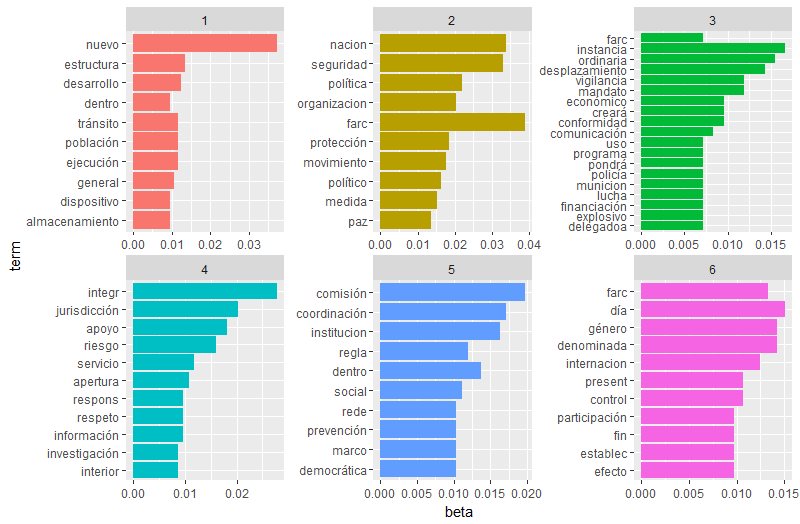 1
nuevo
estructura
desarrollo
dentro
tránsito
población
ejecución
general
dispositivo
almacenamiento
0.00 0.01 0.02 0.03
2
nacion
seguridad
política
organizacion
farc
protección
movimiento
político
medida
paz
0.00 0.01 0.02 0.03 0.04
3
farc
instancia
ordinaria
desplazamiento
vigilancia
mandato
económico
creará
conformidad
comunicación
uso
programa
pondrá
policía
municion
lucha
financiación
explosivo
delegadoa
0.000 0.005 0.010 0.015
term
4
integr
jurisdicción
apoyo
riesgo
servicio
apertura
respons
respeto
información
investigación
interior
0.00 0.01 0.02
5
comisión
coordinación
institucion
regla
dentro
social
rede
prevención
marco
democrática
0.000 0.005 0.010 0.015 0.020
6
farc
día
género
denominada
internacion
present
control
participación
fin
establec
efecto
0.000 0.005 0.010 0.015
beta